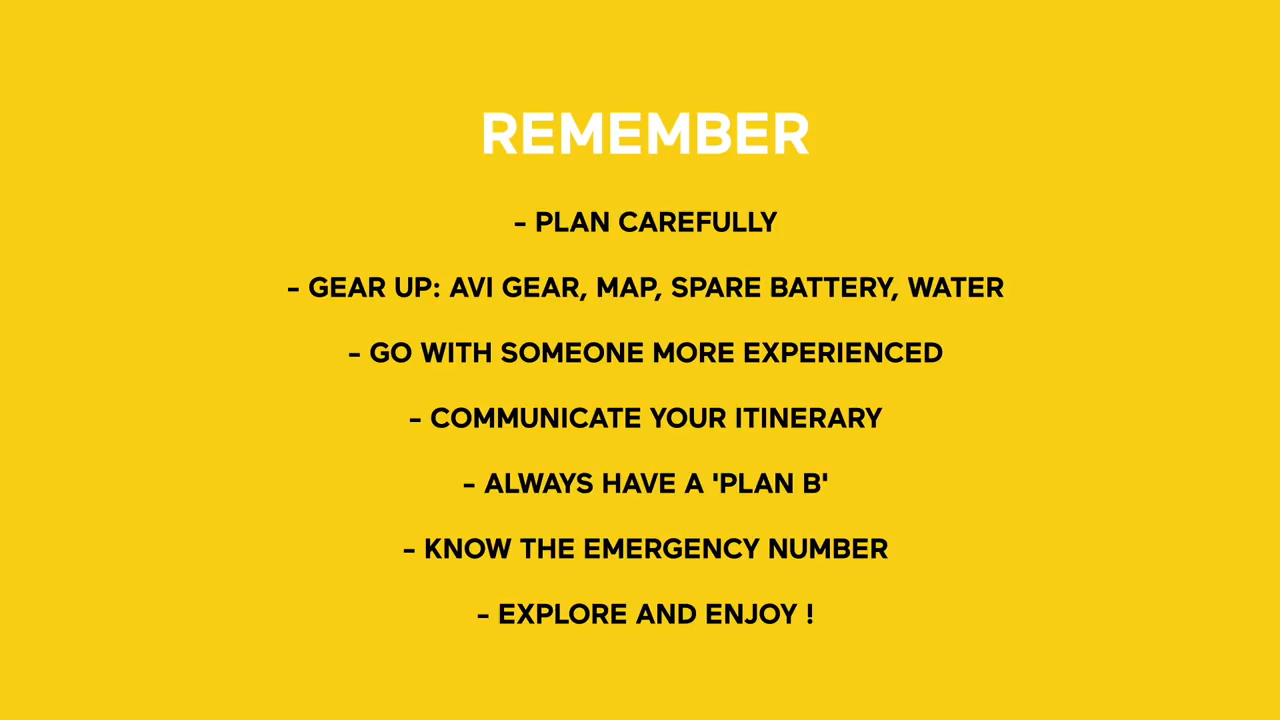 REMEMBER
- PLAN CAREFULLY
- GEAR UP: AVI GEAR, MAP, SPARE BATTERY, WATER
- GO WITH SOMEONE MORE EXPERIENCED
- COMMUNICATE YOUR ITINERARY
- ALWAYS HAVE A 'PLAN B'
- KNOW THE EMERGENCY NUMBER
- EXPLORE AND ENJOY !